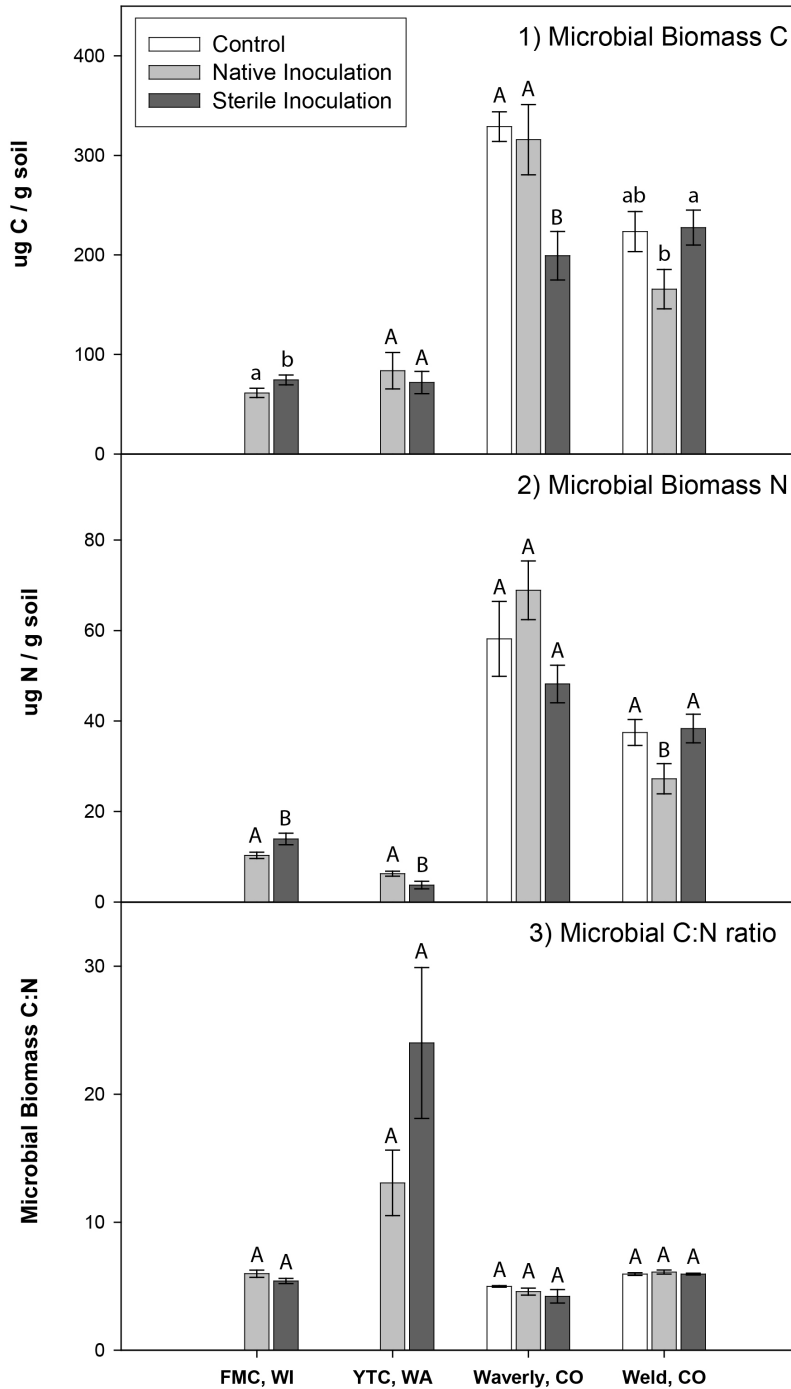 1) Microbial Biomass C
Control
Native Inoculation
Sterile Inoculation
ug C / g soil
400
300
200
100
0
a b A A A A B ab b a
2) Microbial Biomass N
ug N / g soil
80
60
40
20
0
A B A B A A A A B A
3) Microbial C:N ratio
Microbial Biomass C:N
30
20
10
0
A A A A A A A A A A
FMC, WI YTC, WA Waverly, CO Weld, CO